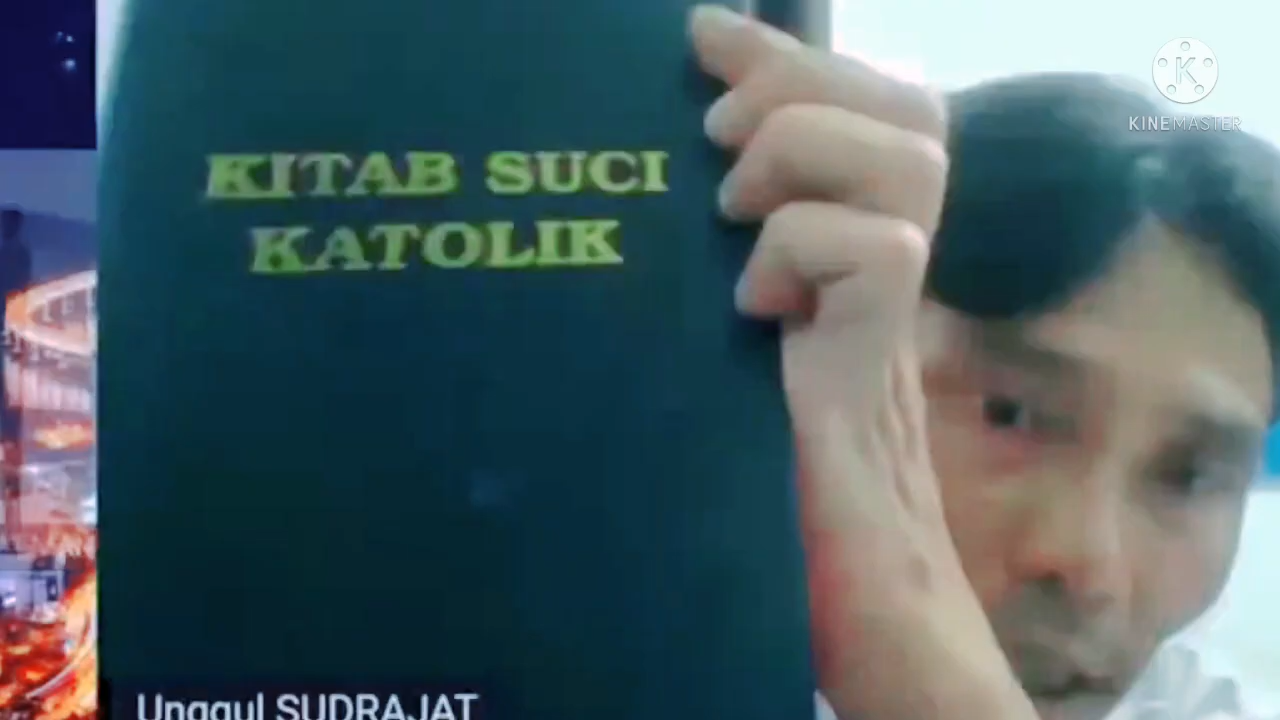 K
KINEMASTER
KITAB SUCI
KATOLIK
Unggul SUDRAJAT